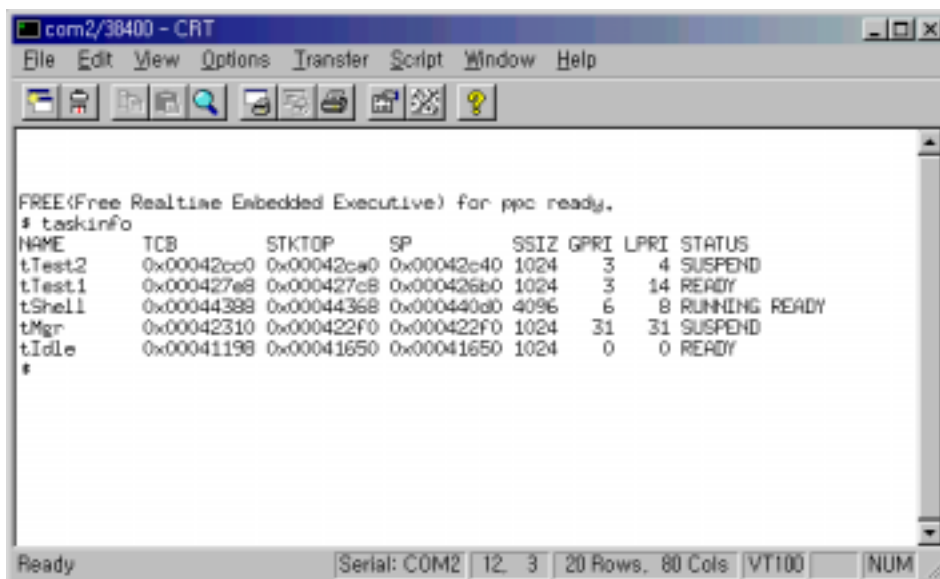 com2/38400 - CRT
File Edit View Options Transfer Script Window Help
FREE(Free Realtime Embedded Executive) for ppc ready.
$ taskinfo
NAME TCB STKTOP SP SSIZ GPRI LPRI STATUS
tTest2 0x00042cc0 0x00042ca0 0x00042c40 1024 3 4 SUSPEND
tTest1 0x000427e8 0x000427c8 0x000426b0 1024 3 14 READY
tShell 0x00044388 0x00044368 0x000440d0 4096 6 8 RUNNING READY
tMgr 0x00042310 0x000422f0 0x000422f0 1024 31 31 SUSPEND
tIdle 0x00041198 0x00041650 0x00041650 1024 0 0 READY
$
Ready Serial: COM2 12, 3 20 Rows, 80 Cols VT100 NUM